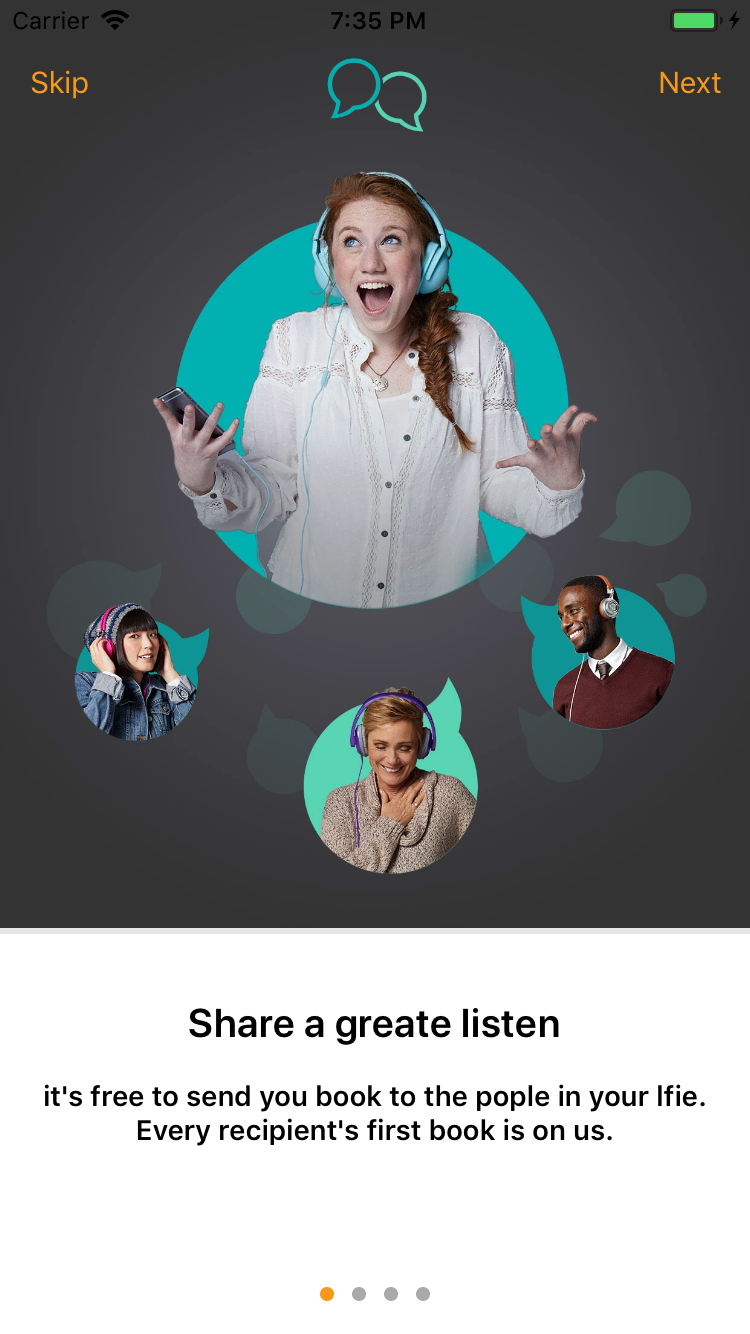 Carrier 7:35 PM
Skip Next
Share a greate listen
it's free to send you book to the pople in your lfie.
Every recipient's first book is on us.